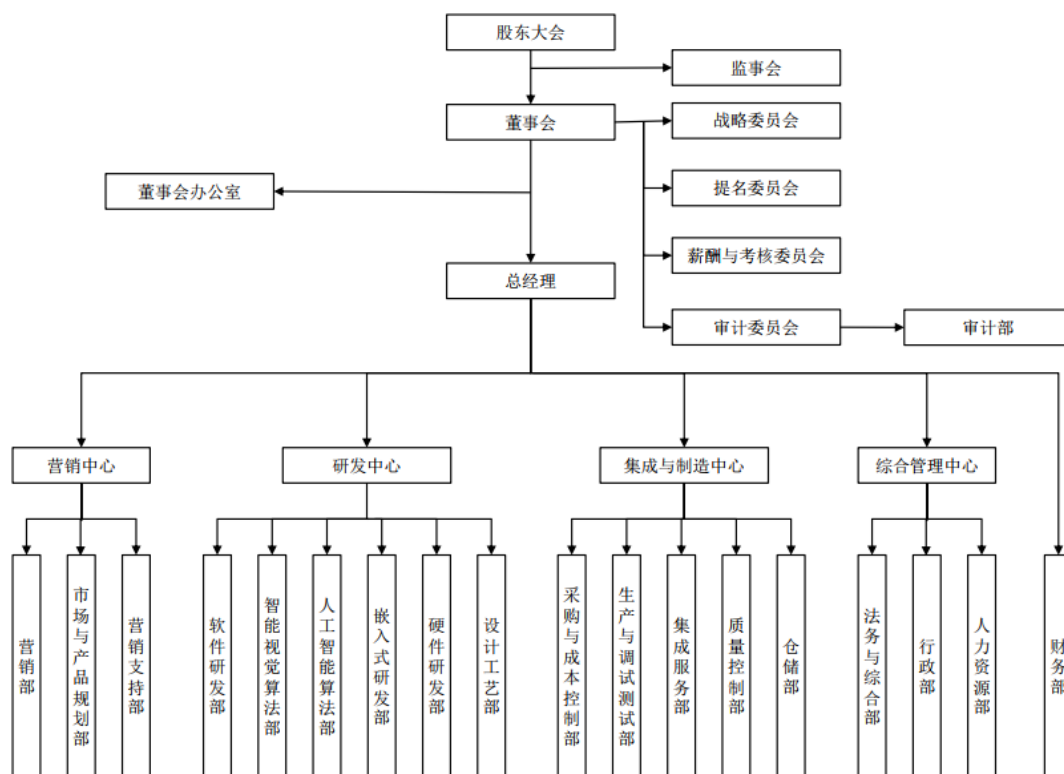 股东大会
监事会
董事会
战略委员会
董事会办公室
提名委员会
薪酬与考核委员会
总经理
审计委员会
审计部
营销中心
研发中心
集成与制造中心
综合管理中心
营销部
市场与产品规划部
营销支持部
软件研发部
智能视觉算法部
人工智能算法部
嵌入式研发部
硬件研发部
设计工艺部
采购与成本控制部
生产与调试测试部
集成服务部
质量控制部
仓储部
法务与综合部
行政部
人力资源部
财务部